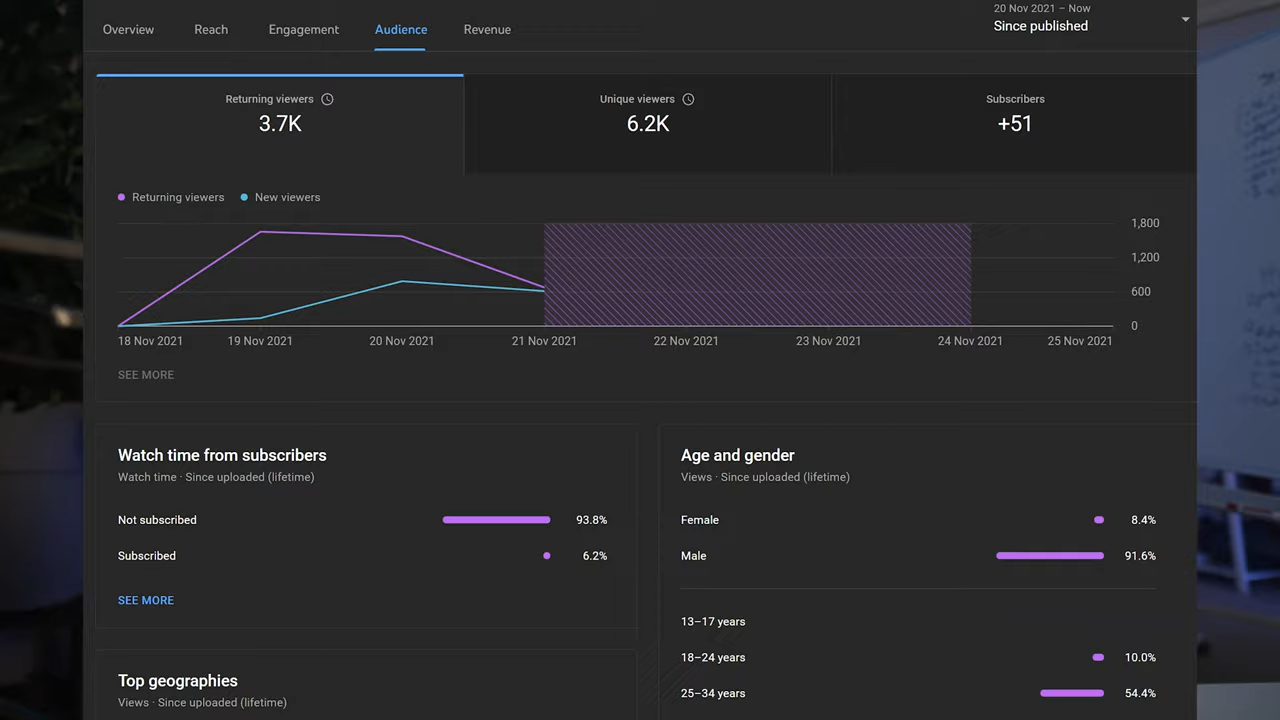 20 Nov 2021 – Now
Overview Reach Engagement Audience Revenue
Since published
Returning viewers
3.7K
Unique viewers
6.2K
Subscribers
+51
Returning viewers New viewers
1,800
1,200
600
0
18 Nov 2021 19 Nov 2021 20 Nov 2021 21 Nov 2021 22 Nov 2021 23 Nov 2021 24 Nov 2021 25 Nov 2021
SEE MORE
Watch time from subscribers
Watch time · Since uploaded (lifetime)
Not subscribed 93.8%
Subscribed 6.2%
SEE MORE
Top geographies
Views · Since uploaded (lifetime)
Age and gender
Views · Since uploaded (lifetime)
Female 8.4%
Male 91.6%
13–17 years
18–24 years 10.0%
25–34 years 54.4%